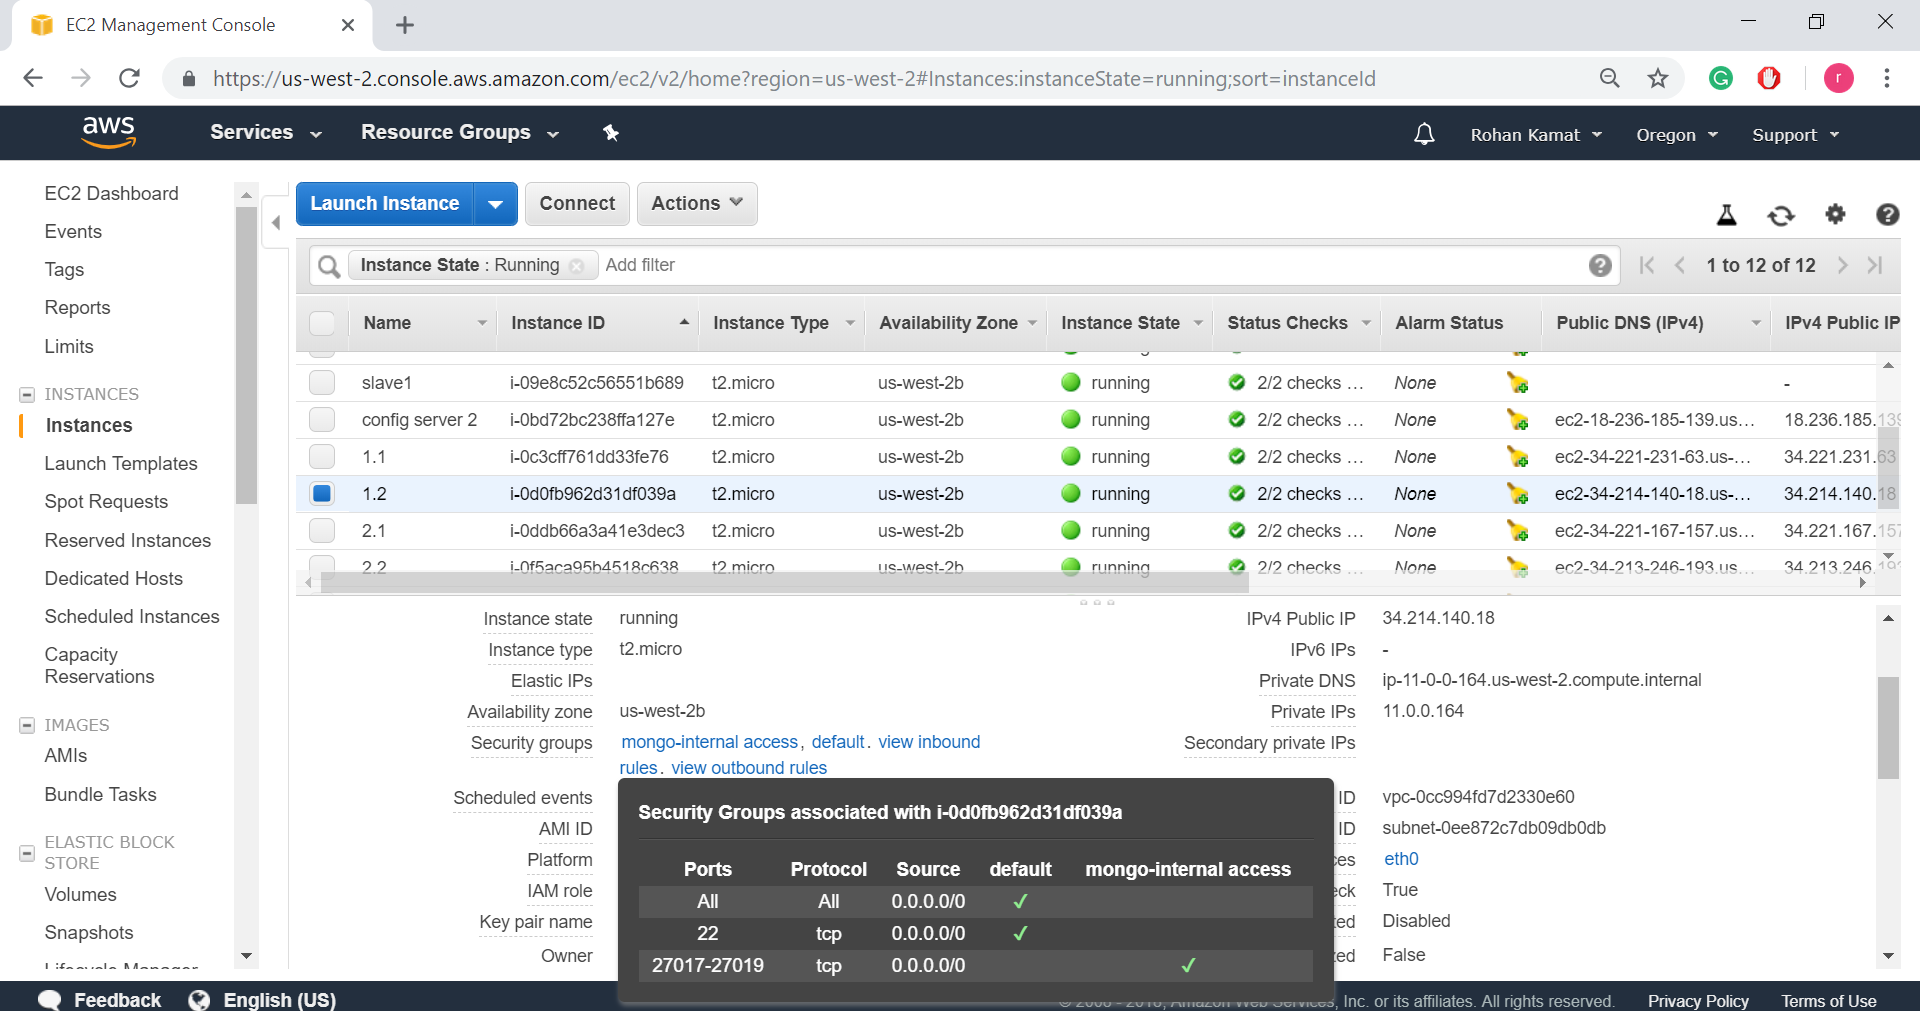 EC2 Management Console
https://us-west-2.console.aws.amazon.com/ec2/v2/home?region=us-west-2#Instances:instanceState=running;sort=instanceId
r
aws Services Resource Groups Rohan Kamat Oregon Support
EC2 Dashboard
Events
Tags
Reports
Limits
INSTANCES
Instances
Launch Templates
Spot Requests
Reserved Instances
Dedicated Hosts
Scheduled Instances
Capacity
Reservations
IMAGES
AMIs
Bundle Tasks
ELASTIC BLOCK
STORE
Volumes
Snapshots
Lifecycle Manager
Launch Instance Connect Actions
Instance State : Running Add filter 1 to 12 of 12
Name Instance ID Instance Type Availability Zone Instance State Status Checks Alarm Status Public DNS (IPv4) IPv4 Public IP
slave1 i-09e8c52c56551b689 t2.micro us-west-2b running 2/2 checks ... None -
config server 2 i-0bd72bc238ffa127e t2.micro us-west-2b running 2/2 checks ... None ec2-18-236-185-139.us... 18.236.185.139
1.1 i-0c3cff761dd33fe76 t2.micro us-west-2b running 2/2 checks ... None ec2-34-221-231-63.us-... 34.221.231.63
1.2 i-0d0fb962d31df039a t2.micro us-west-2b running 2/2 checks ... None ec2-34-214-140-18.us-... 34.214.140.18
2.1 i-0ddb66a3a41e3dec3 t2.micro us-west-2b running 2/2 checks ... None ec2-34-221-167-157.us... 34.221.167.157
2.2 i-0f5aca95b4518c638 t2.micro us-west-2b running 2/2 checks ... None ec2-34-213-246-193.us... 34.213.246.193
Instance state running
Instance type t2.micro
Elastic IPs
Availability zone us-west-2b
Security groups mongo-internal access, default. view inbound
rules. view outbound rules
Scheduled events
AMI ID
Platform
IAM role
Key pair name
Owner
IPv4 Public IP 34.214.140.18
IPv6 IPs -
Private DNS ip-11-0-0-164.us-west-2.compute.internal
Private IPs 11.0.0.164
Secondary private IPs
ID vpc-0cc994fd7d2330e60
ID subnet-0ee872c7db09db0db
ces eth0
ck True
ted Disabled
ed False
Security Groups associated with i-0d0fb962d31df039a
Ports Protocol Source default mongo-internal access
All All 0.0.0.0/0 ✓
22 tcp 0.0.0.0/0 ✓
27017-27019 tcp 0.0.0.0/0 ✓
Feedback English (US) © 2008 - 2018, Amazon Web Services, Inc. or its affiliates. All rights reserved. Privacy Policy Terms of Use